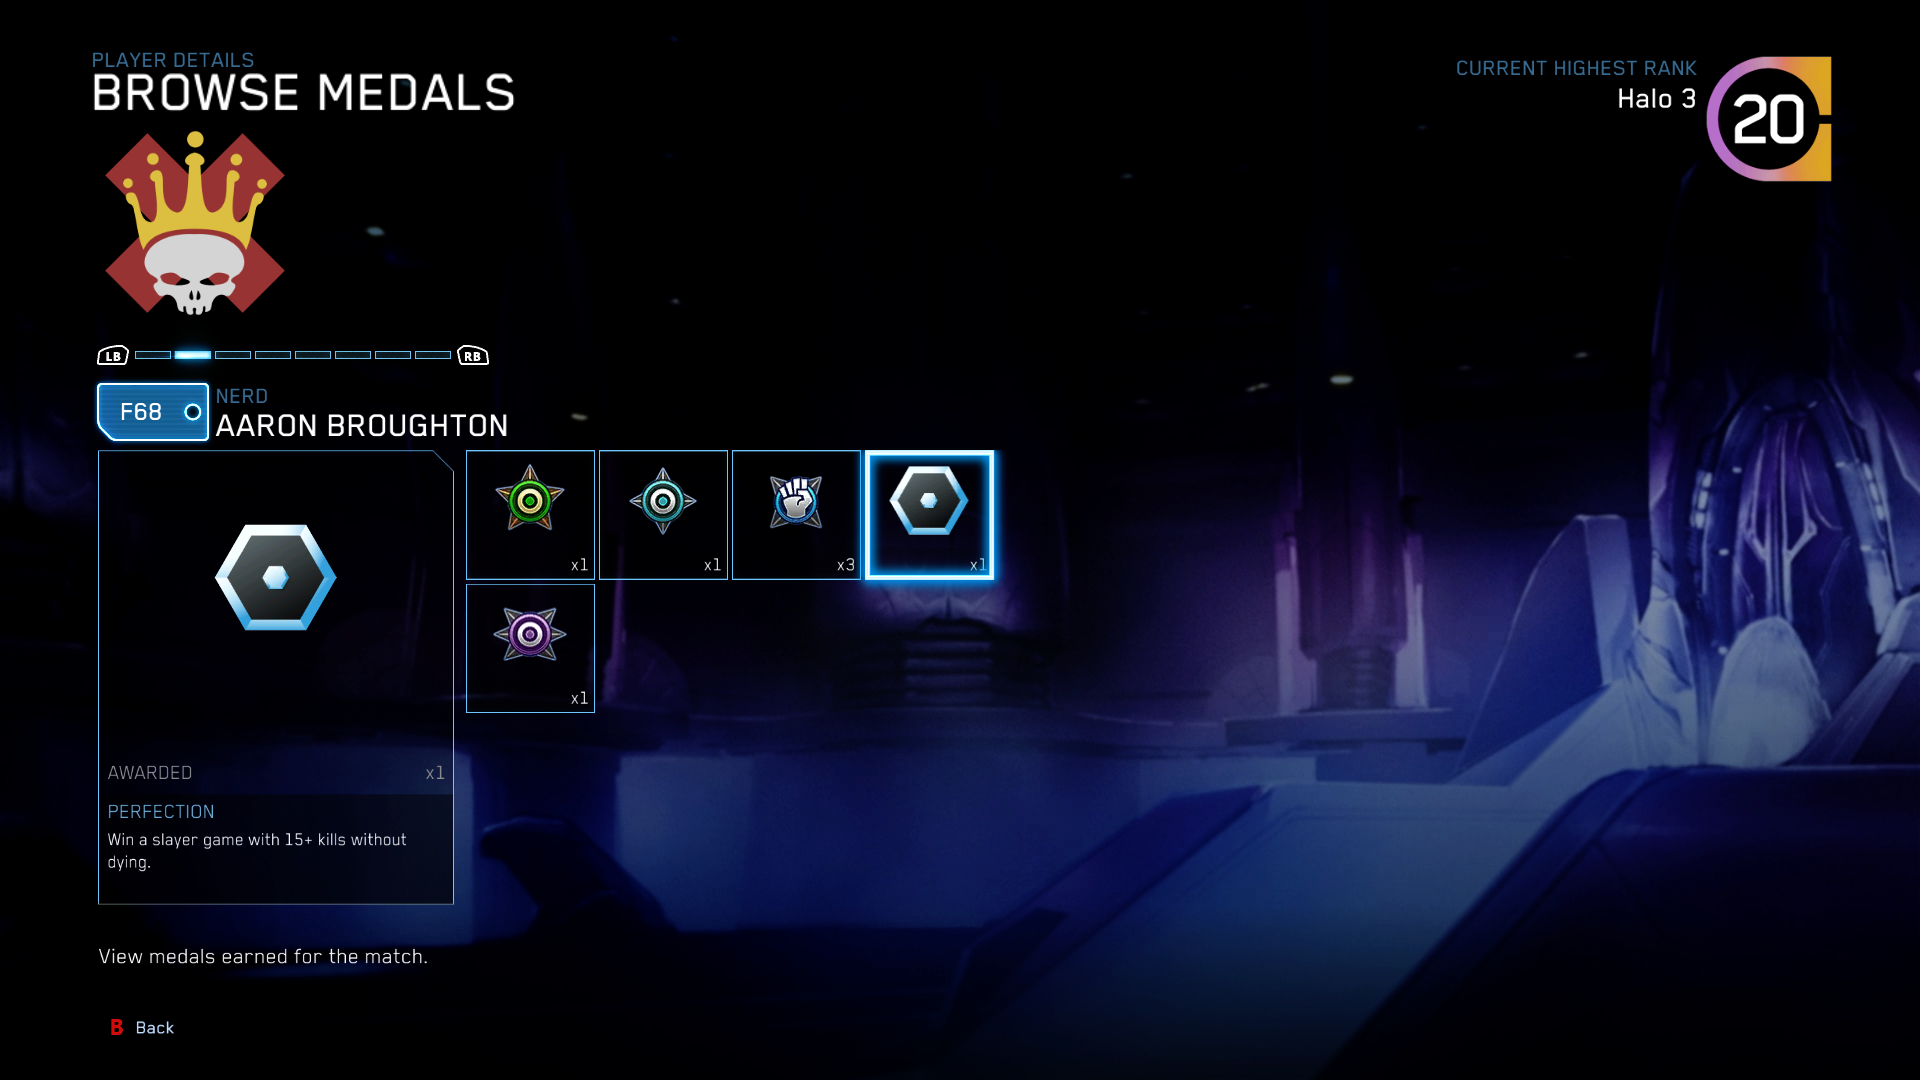 PLAYER DETAILS
BROWSE MEDALS
CURRENT HIGHEST RANK
Halo 3
20
LB
RB
F68
NERD
AARON BROUGHTON
x1
x1
x3
x1
x1
AWARDED
x1
PERFECTION
Win a slayer game with 15+ kills without
dying.
View medals earned for the match.
B Back